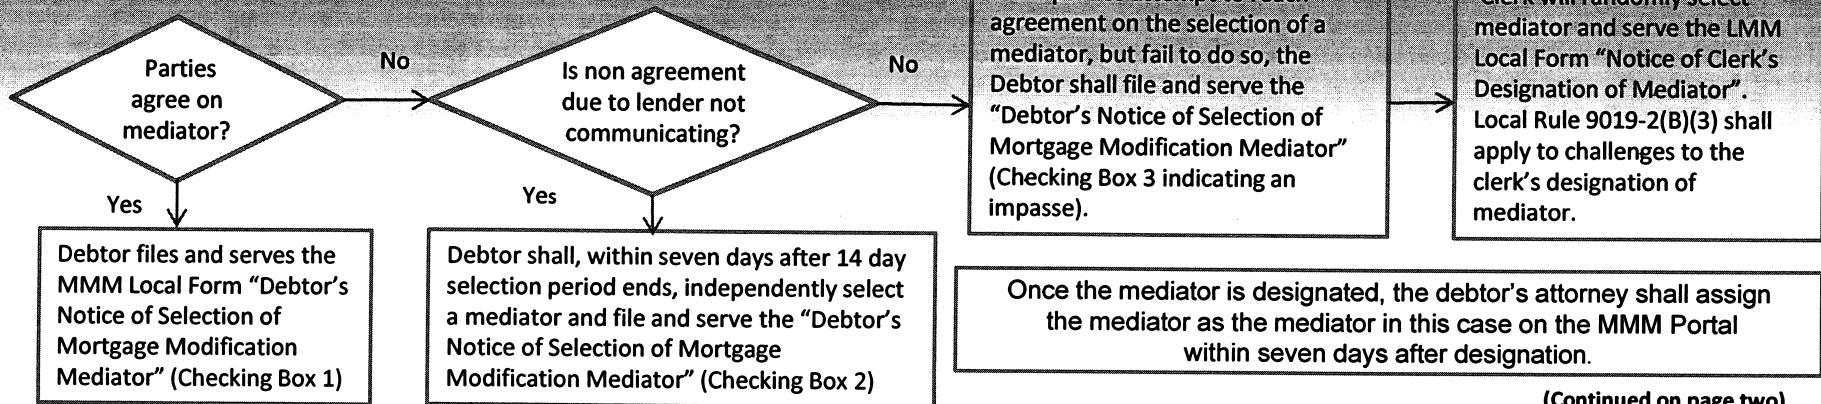 Parties
agree on
mediator?
No
Is non agreement
due to lender not
communicating?
No
agreement on the selection of a
mediator, but fail to do so, the
Debtor shall file and serve the
“Debtor’s Notice of Selection of
Mortgage Modification Mediator”
(Checking Box 3 indicating an
impasse).
Clerk will randomly select
mediator and serve the LMM
Local Form “Notice of Clerk’s
Designation of Mediator”.
Local Rule 9019-2(B)(3) shall
apply to challenges to the
clerk’s designation of
mediator.
Yes
Yes
Debtor files and serves the
MMM Local Form “Debtor’s
Notice of Selection of
Mortgage Modification
Mediator” (Checking Box 1)
Debtor shall, within seven days after 14 day
selection period ends, independently select
a mediator and file and serve the “Debtor’s
Notice of Selection of Mortgage
Modification Mediator” (Checking Box 2)
Once the mediator is designated, the debtor’s attorney shall assign
the mediator as the mediator in this case on the MMM Portal
within seven days after designation.
(Continued on page two)